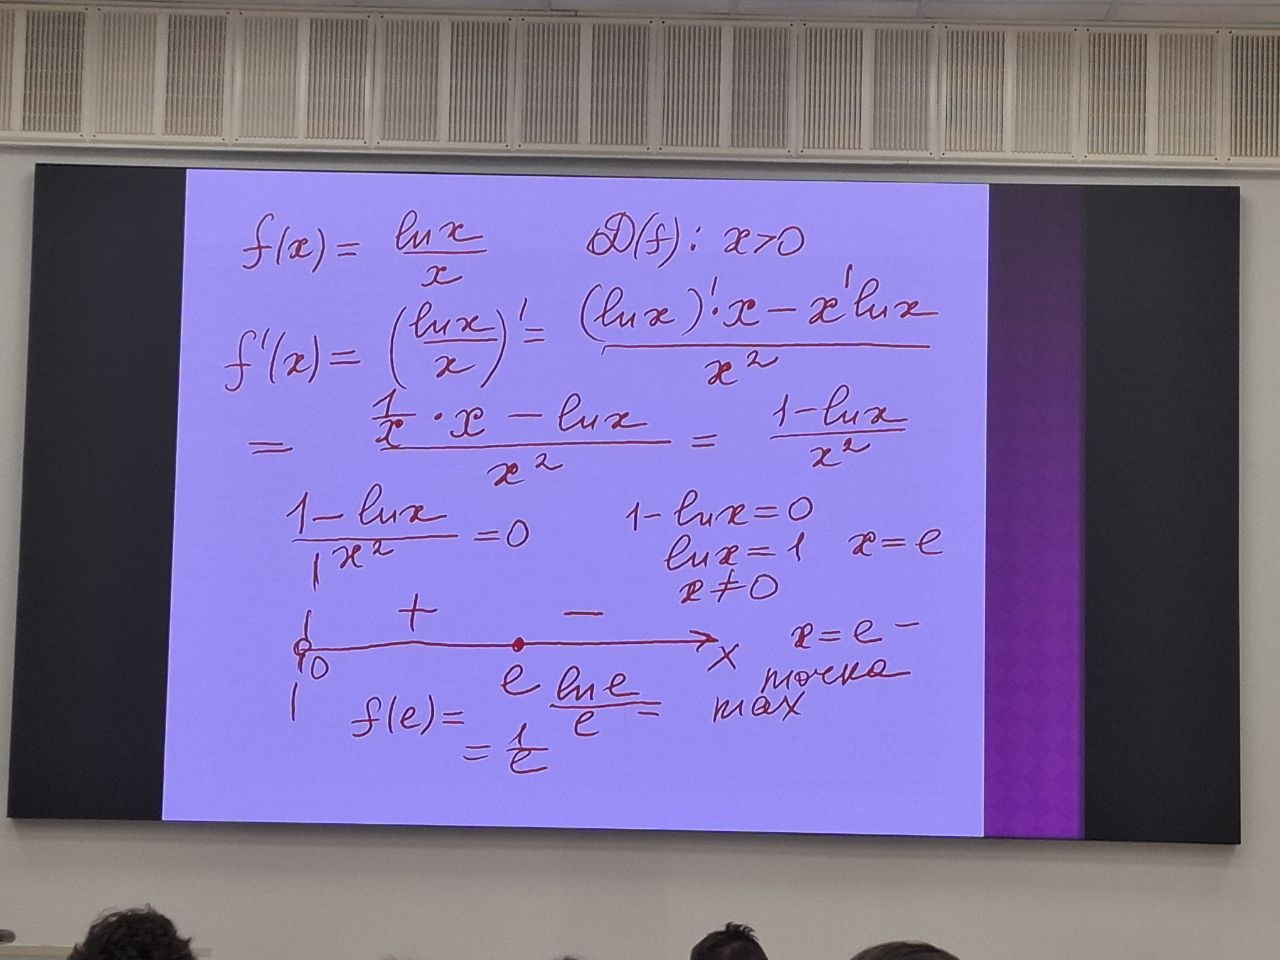 f(x) = ln x / x    D(f): x>0
f'(x) = (ln x / x)' = ((ln x)'·x − x' ln x) / x²
= (1/x · x − ln x) / x² = (1−ln x) / x²
(1−ln x) / x² = 0    1−ln x=0
ln x=1    x=e
x≠0
+    −
0    e    x    x=e −
точка
max
f(e)= ln e / e =
= 1/e